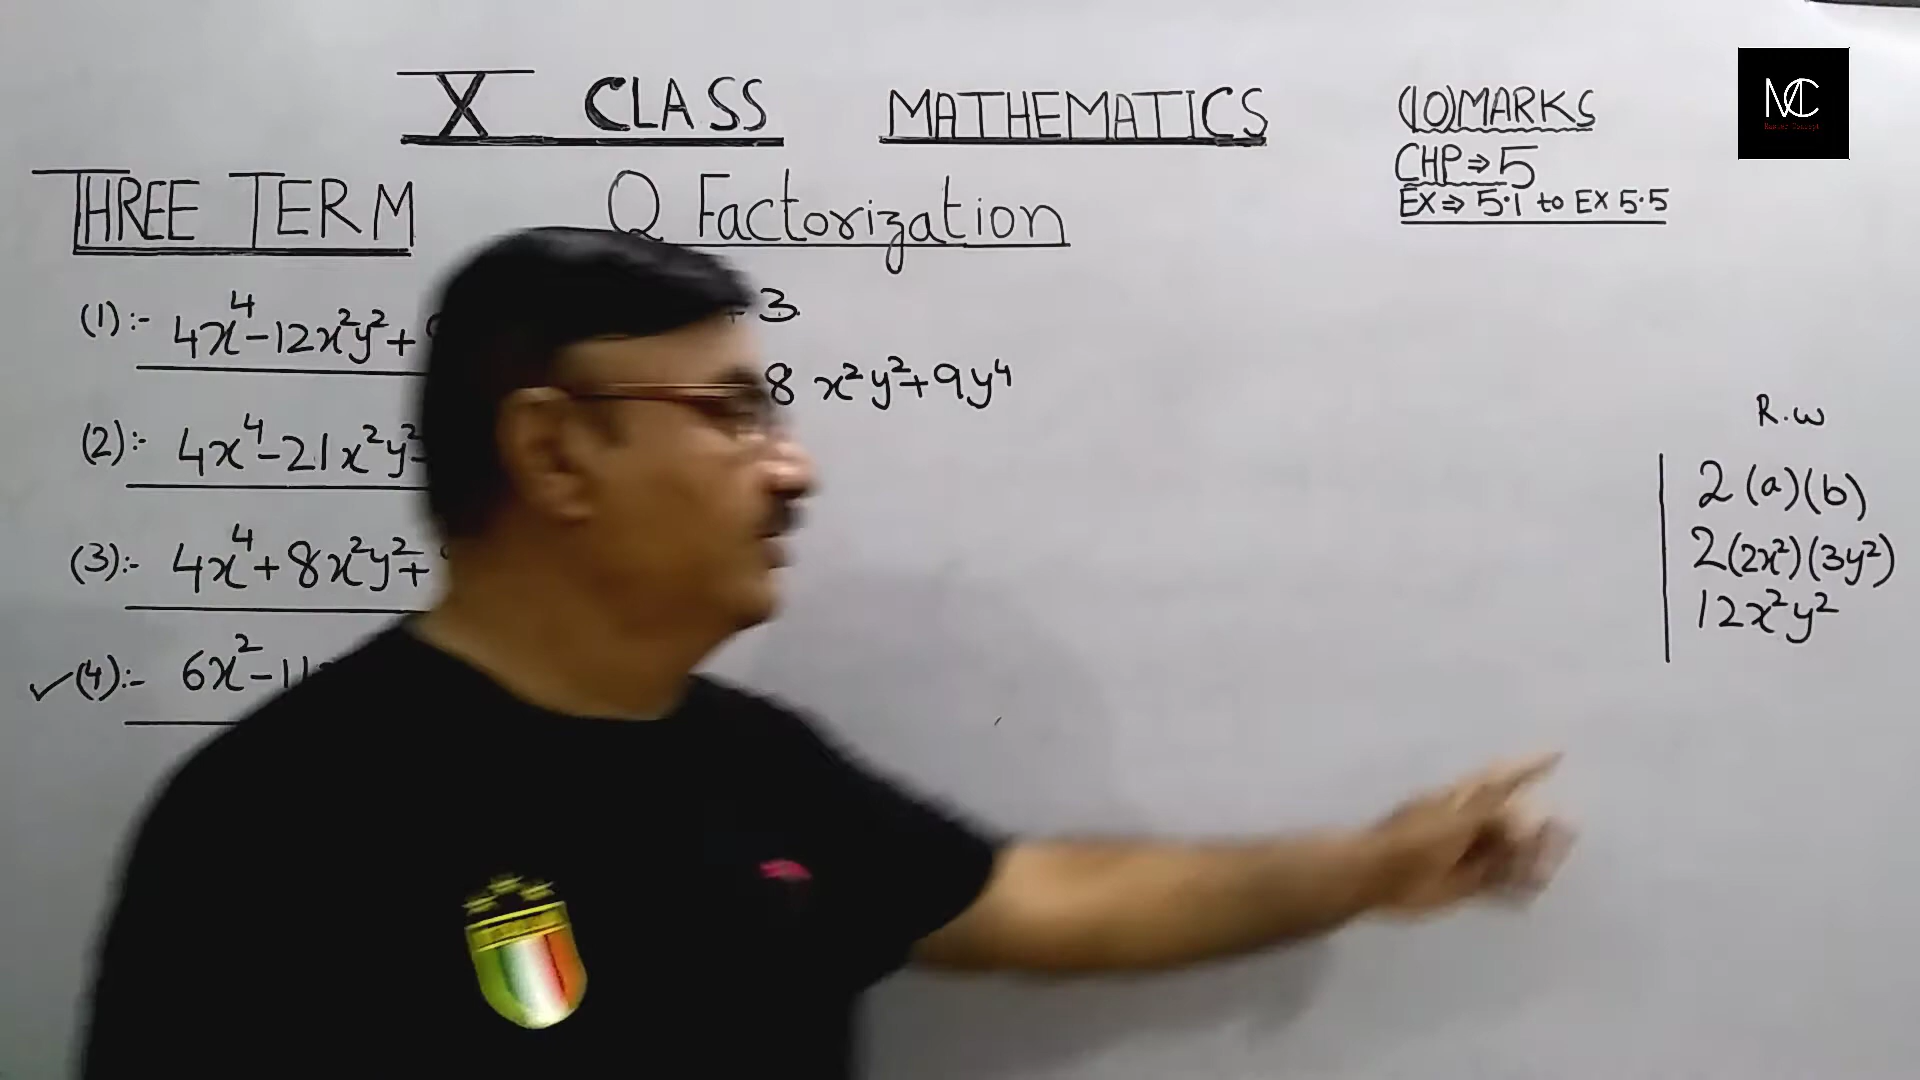 X CLASS MATHEMATICS
(10) MARKS
CHP ⇒ 5
EX ⇒ 5.1 to EX 5.5
THREE TERM
Q Factorization
(1):- 4x⁴-12x²y²+
3
8 x²y²+9y⁴
(2):- 4x⁴-21x²y²
(3):- 4x⁴+8x²y²+
✓(4):- 6x²-11
R.w
2(a)(b)
2(2x²)(3y²)
12x²y²
MC
Master Concept